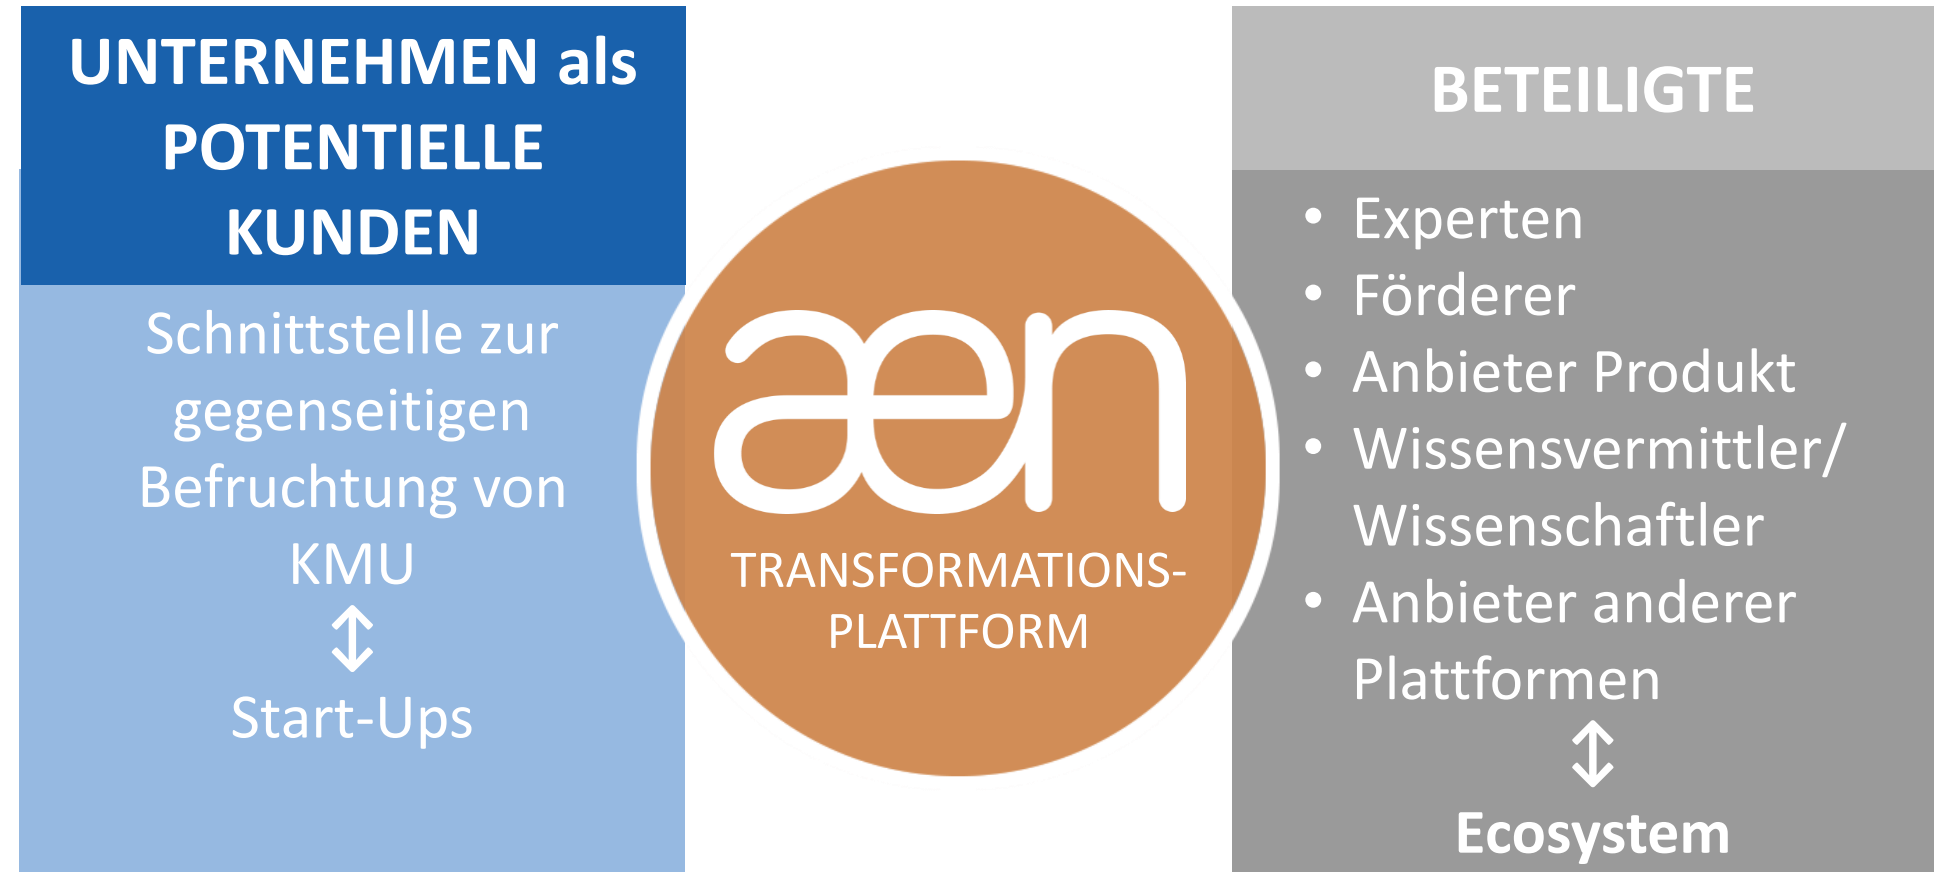 UNTERNEHMEN als
POTENTIELLE
KUNDEN
Schnittstelle zur
gegenseitigen
Befruchtung von
KMU
↕
Start-Ups
aen
TRANSFORMATIONS-
PLATTFORM
BETEILIGTE
• Experten
• Förderer
• Anbieter Produkt
• Wissensvermittler/
Wissenschaftler
• Anbieter anderer
Plattformen
↕
Ecosystem